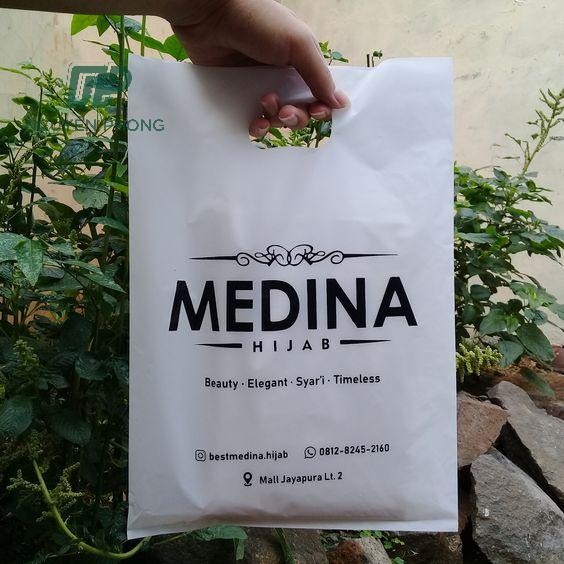 MEDINA
HIJAB
Beauty · Elegant · Syar'i · Timeless
bestmedina.hijab 0812-8245-2160
Mall Jayapura Lt. 2